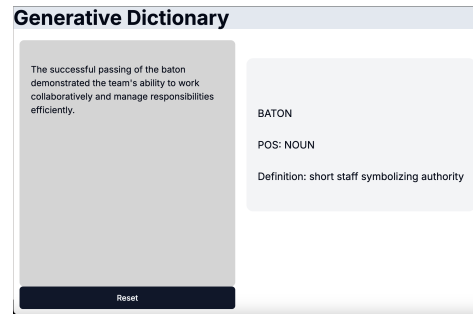 Generative Dictionary
The successful passing of the baton
demonstrated the team's ability to work
collaboratively and manage responsibilities
efficiently.
BATON
POS: NOUN
Definition: short staff symbolizing authority
Reset